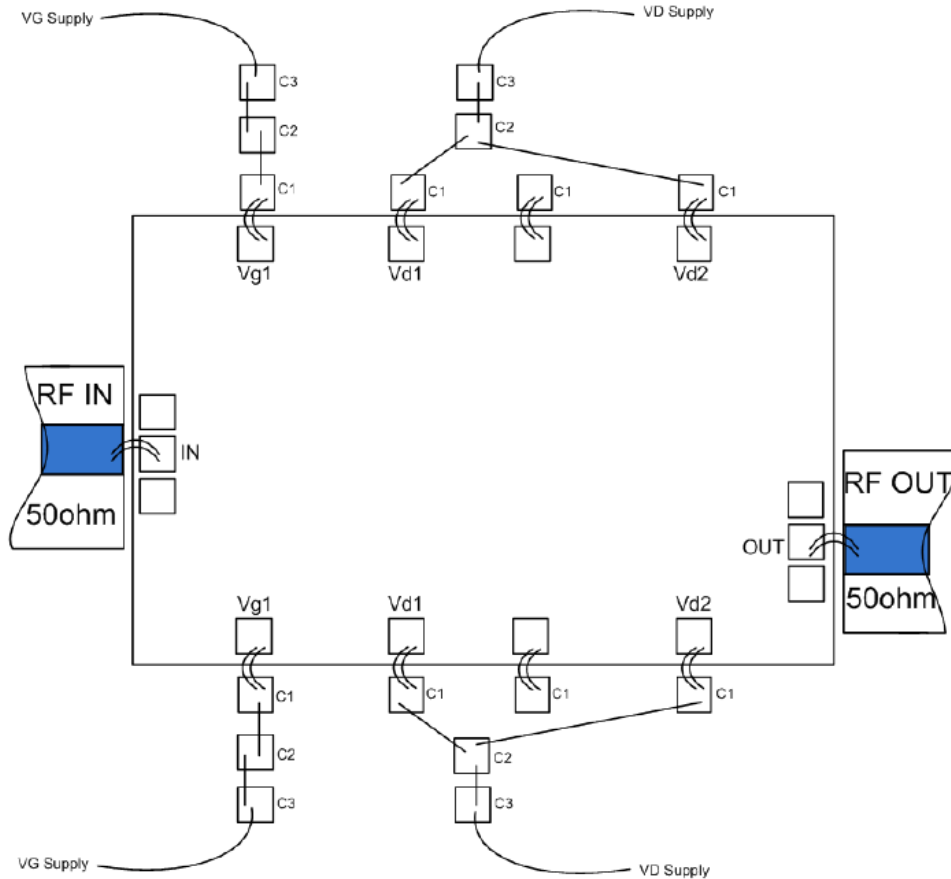 VG Supply
VD Supply
C3
C3
C2
C2
C1
C1
C1
C1
Vg1
Vd1
Vd2
RF IN
IN
50ohm
RF OUT
OUT
50ohm
Vg1
Vd1
Vd2
C1
C1
C1
C1
C2
C2
C3
C3
VG Supply
VD Supply